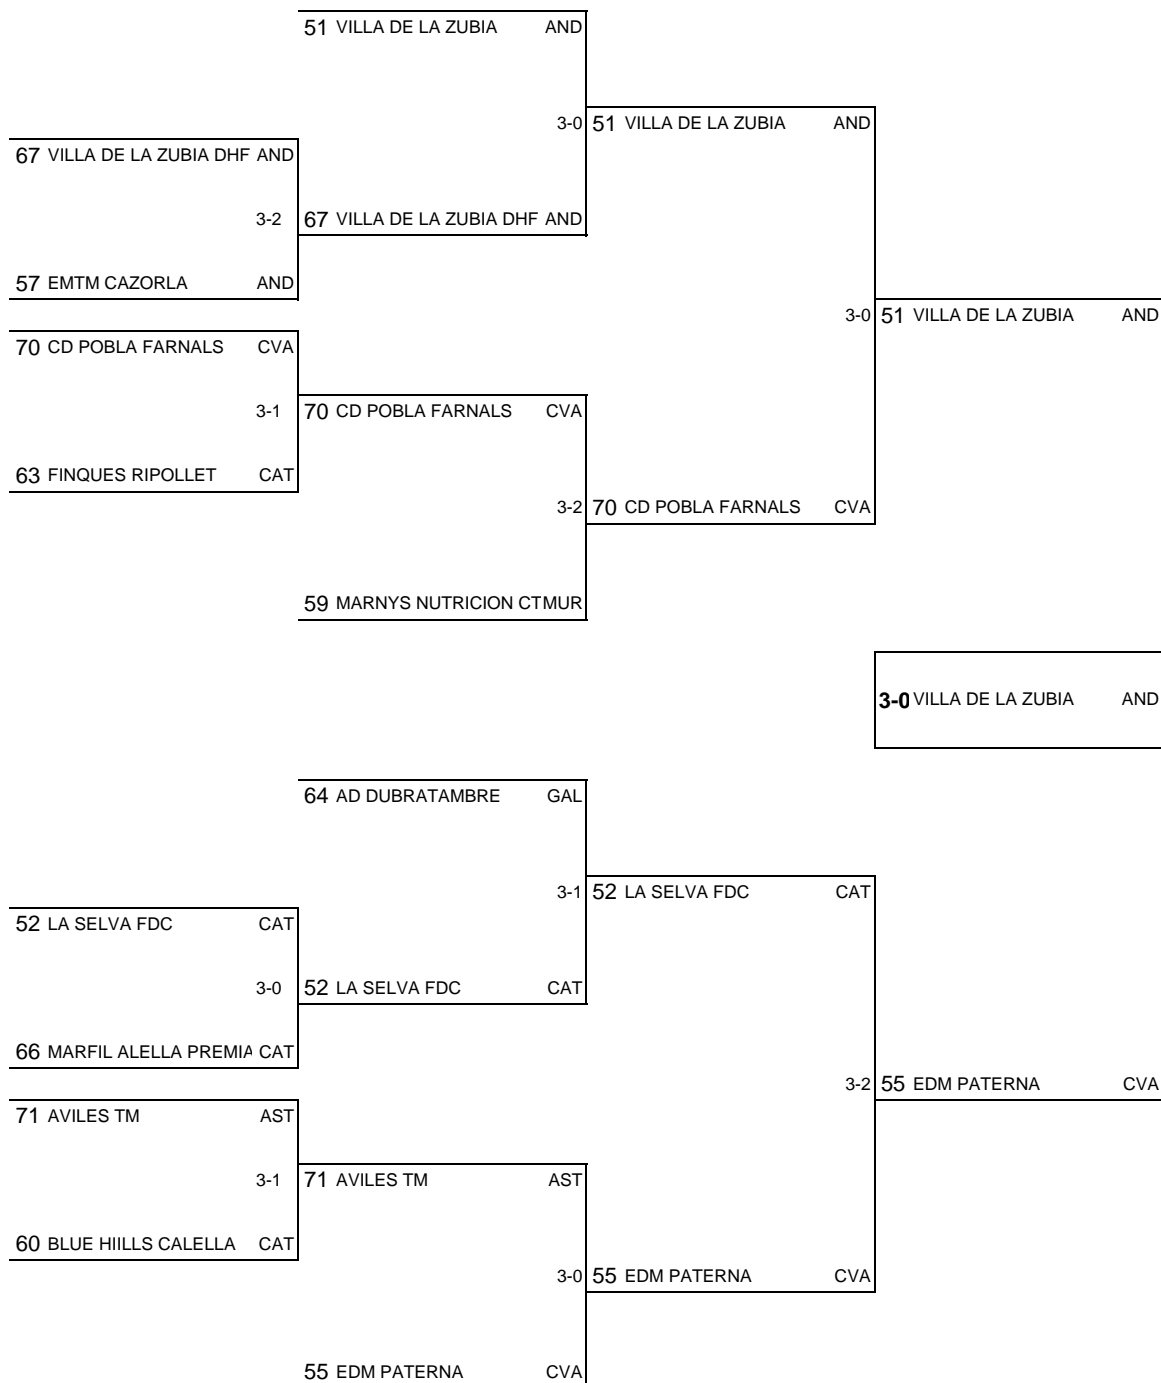 51 VILLA DE LA ZUBIA AND
3-0 51 VILLA DE LA ZUBIA AND
67 VILLA DE LA ZUBIA DHF AND
3-2 67 VILLA DE LA ZUBIA DHF AND
57 EMTM CAZORLA AND
3-0 51 VILLA DE LA ZUBIA AND
70 CD POBLA FARNALS CVA
3-1 70 CD POBLA FARNALS CVA
63 FINQUES RIPOLLET CAT
3-2 70 CD POBLA FARNALS CVA
59 MARNYS NUTRICION CTMUR
3-0 VILLA DE LA ZUBIA AND
64 AD DUBRATAMBRE GAL
3-1 52 LA SELVA FDC CAT
52 LA SELVA FDC CAT
3-0 52 LA SELVA FDC CAT
66 MARFIL ALELLA PREMIA CAT
3-2 55 EDM PATERNA CVA
71 AVILES TM AST
3-1 71 AVILES TM AST
60 BLUE HIILLS CALELLA CAT
3-0 55 EDM PATERNA CVA
55 EDM PATERNA CVA